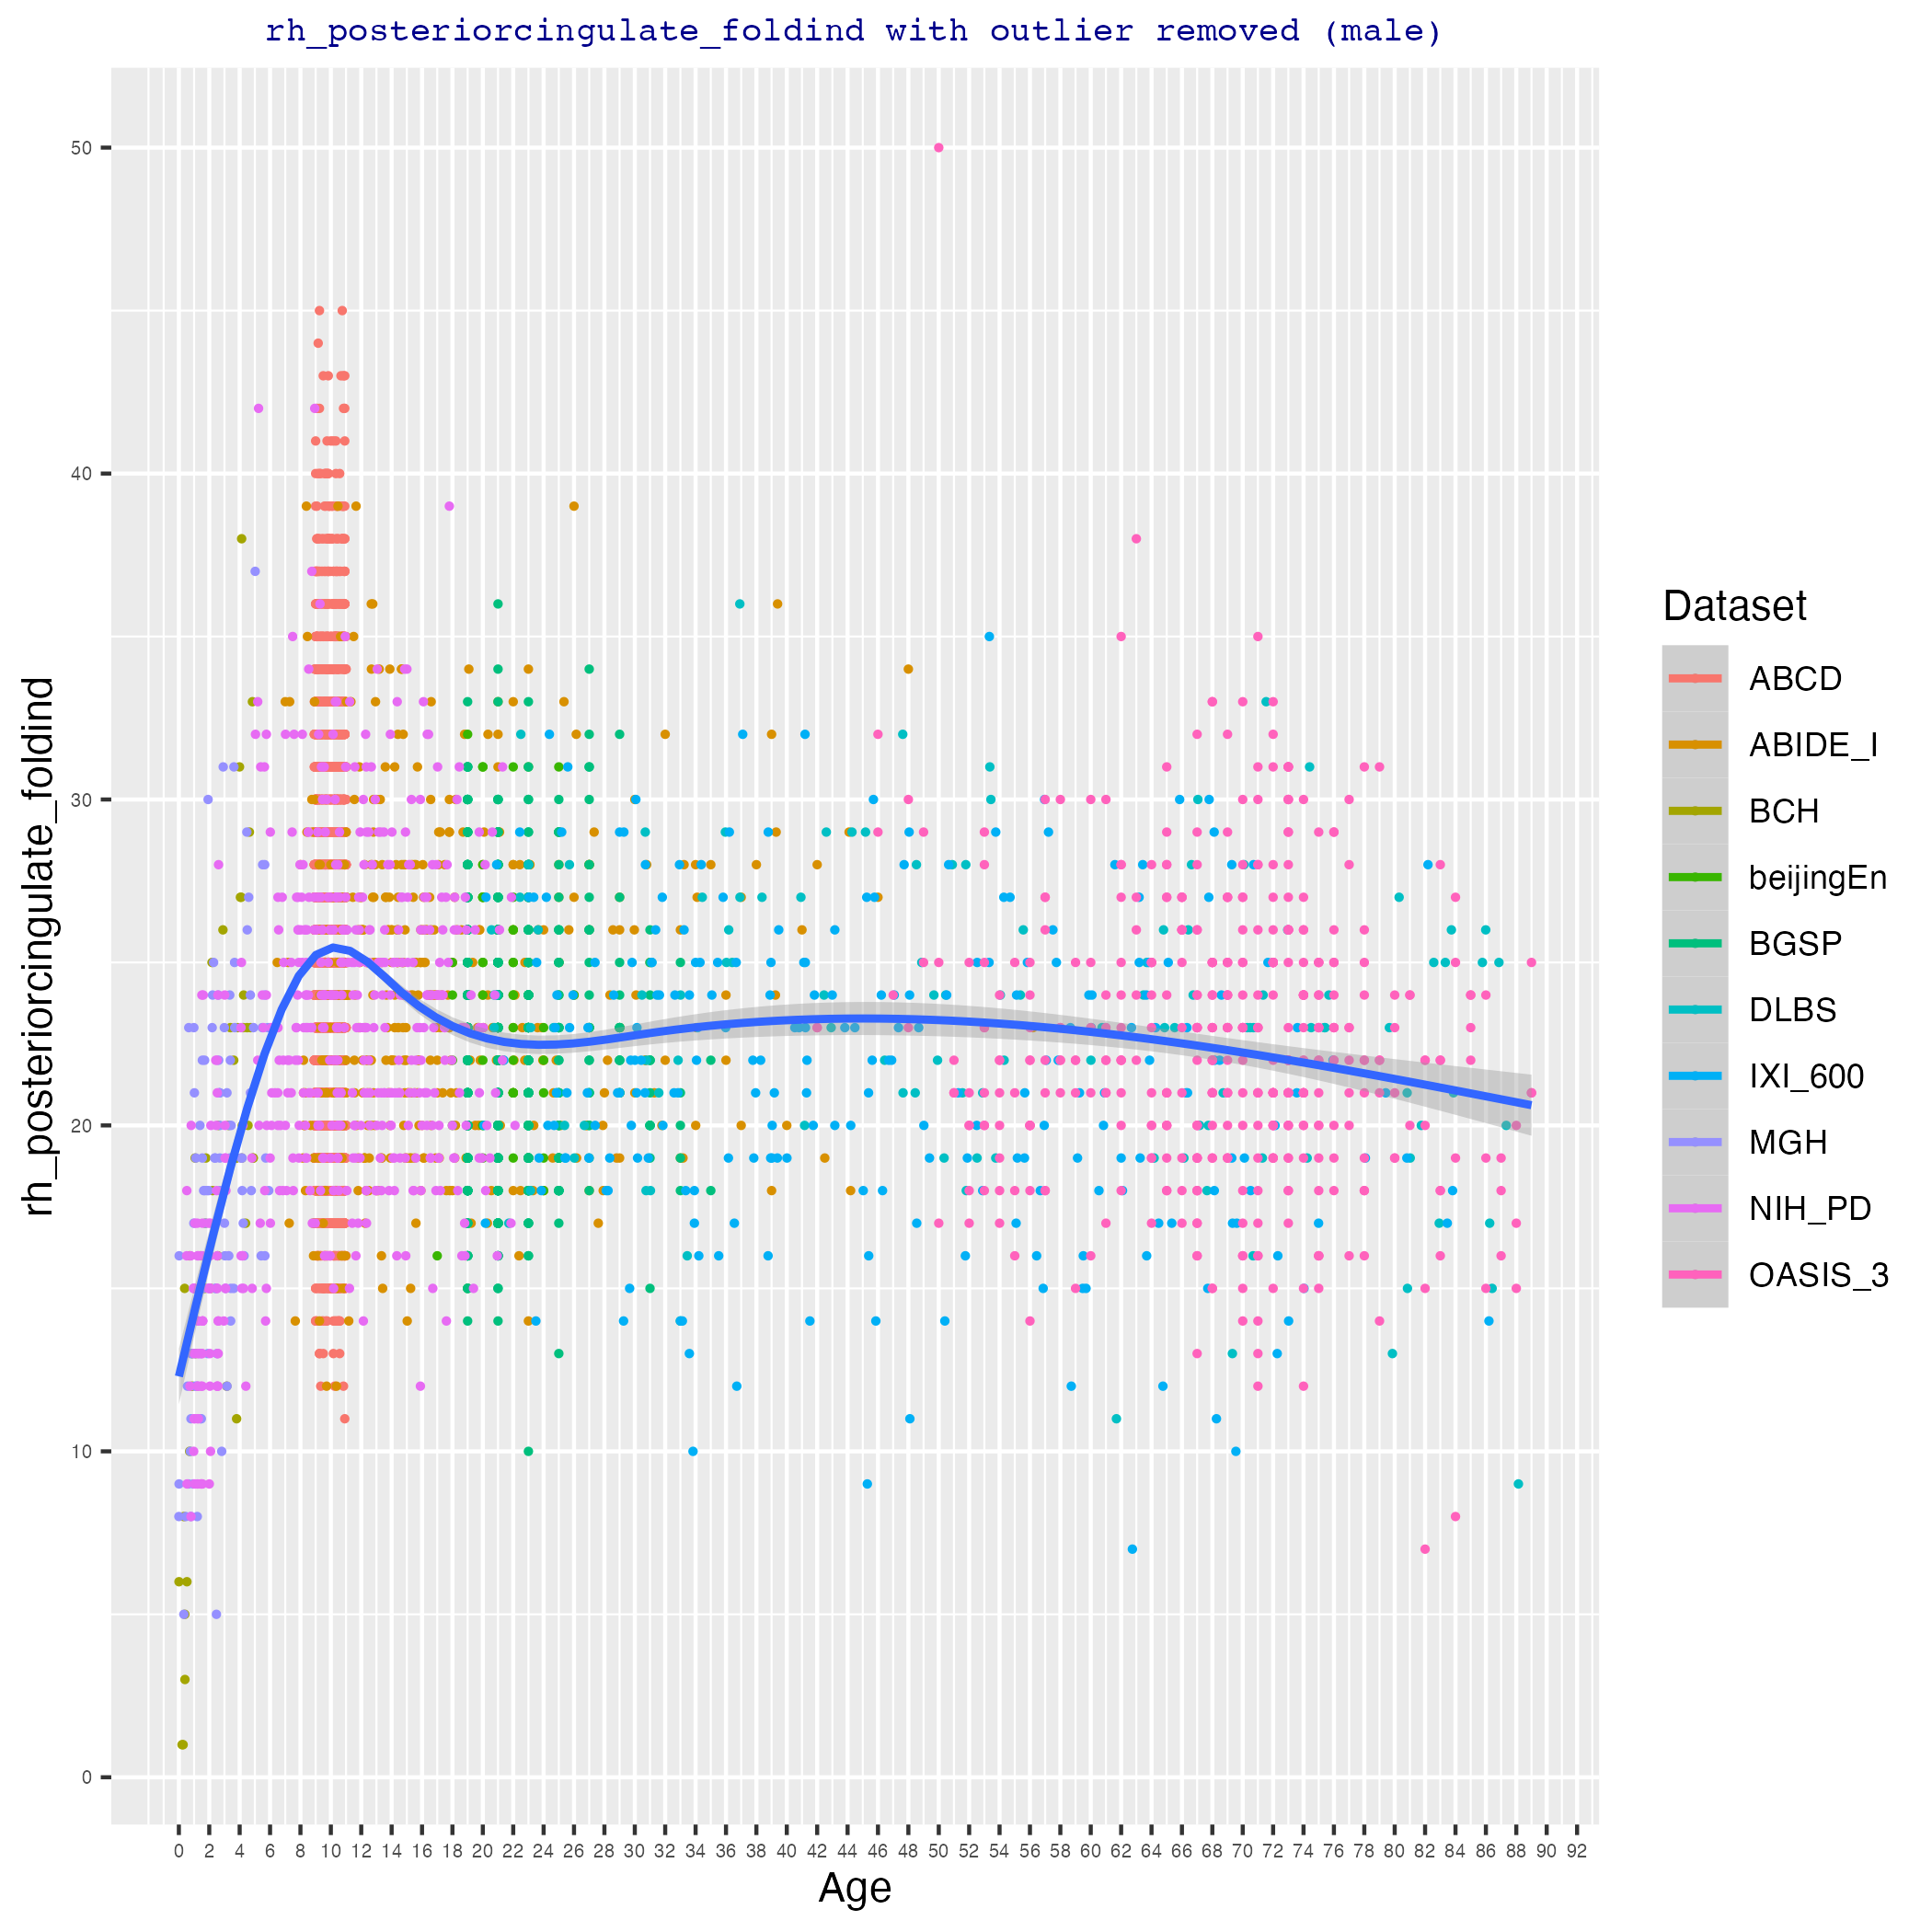 rh_posteriorcingulate_foldind with outlier removed (male)
rh_posteriorcingulate_foldind
50
40
30
20
10
0
0 2 4 6 8 10 12 14 16 18 20 22 24 26 28 30 32 34 36 38 40 42 44 46 48 50 52 54 56 58 60 62 64 66 68 70 72 74 76 78 80 82 84 86 88 90 92
Age
Dataset
ABCD
ABIDE_I
BCH
beijingEn
BGSP
DLBS
IXI_600
MGH
NIH_PD
OASIS_3